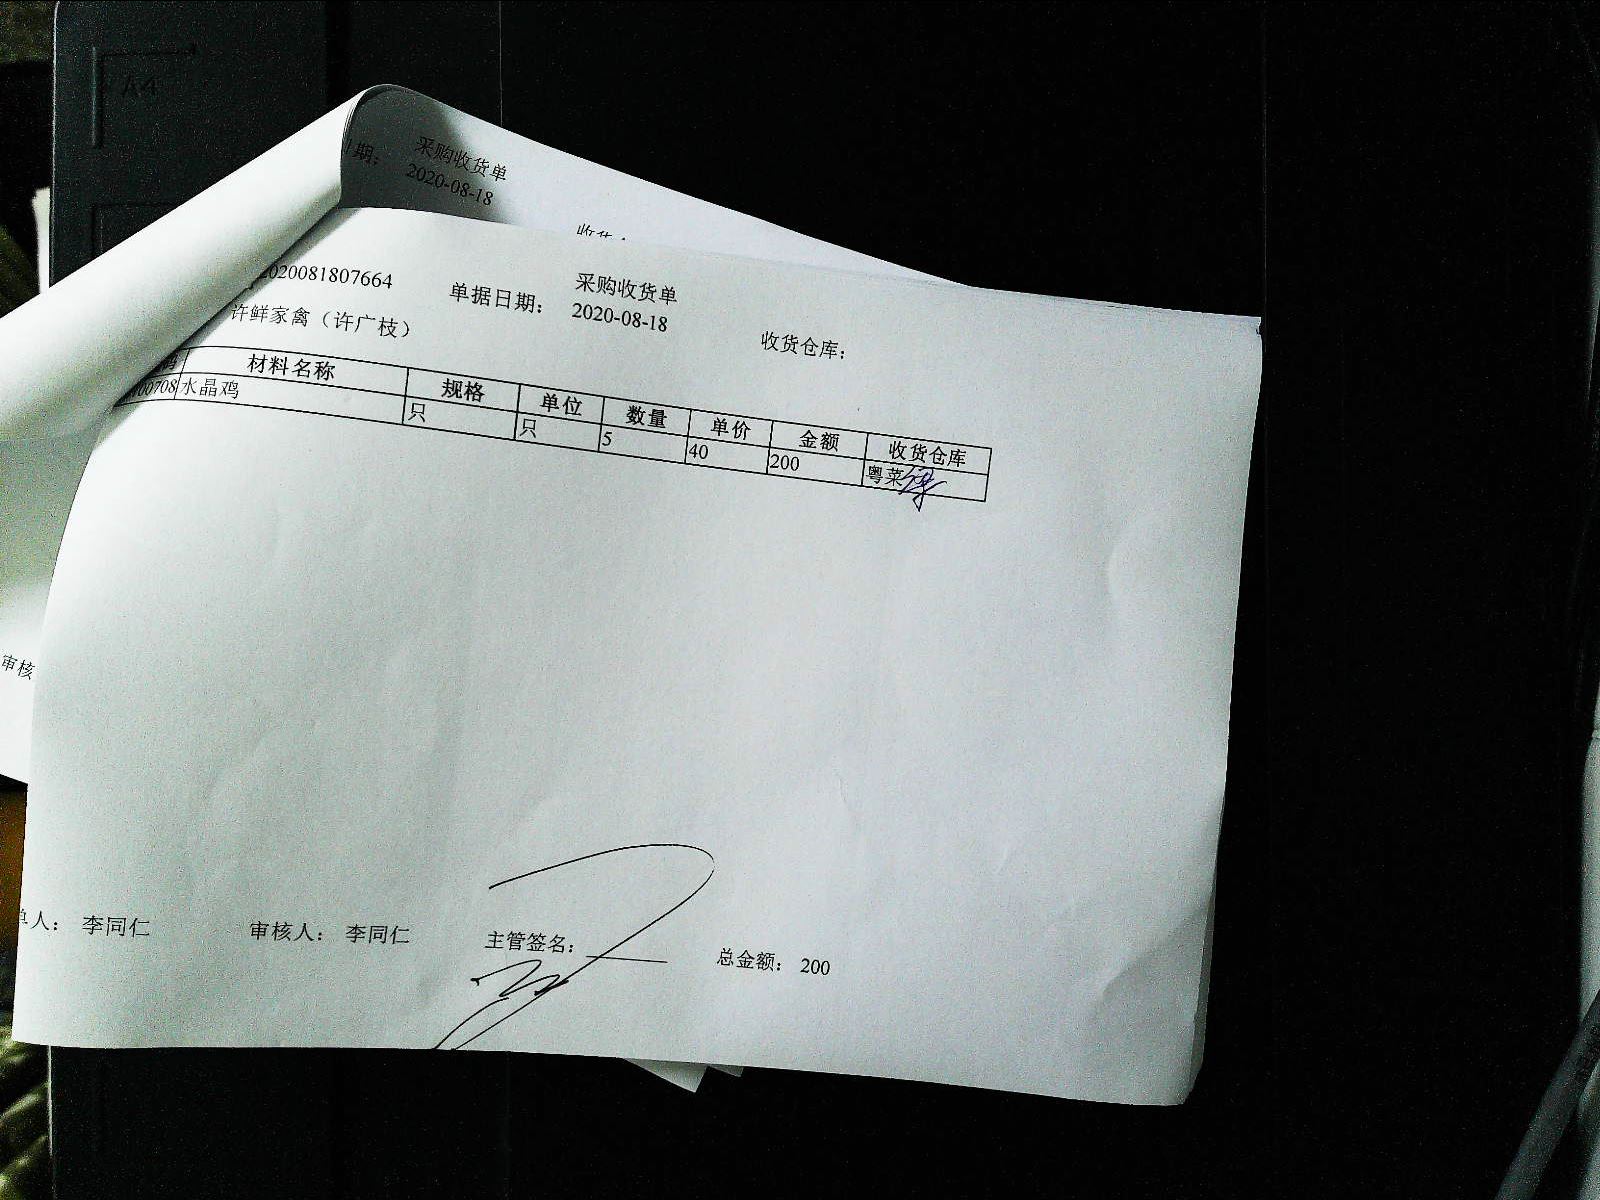 A4
期：
采购收货单
2020-08-18
采购收货单
2020081807664 单据日期： 2020-08-18 收货仓库：
许鲜家禽（许广枝）
码 材料名称 规格 单位 数量 单价 金额 收货仓库
00708 水晶鸡 只 只 5 40 200 粤菜
审核
单人： 李同仁 审核人： 李同仁 主管签名： 总金额： 200